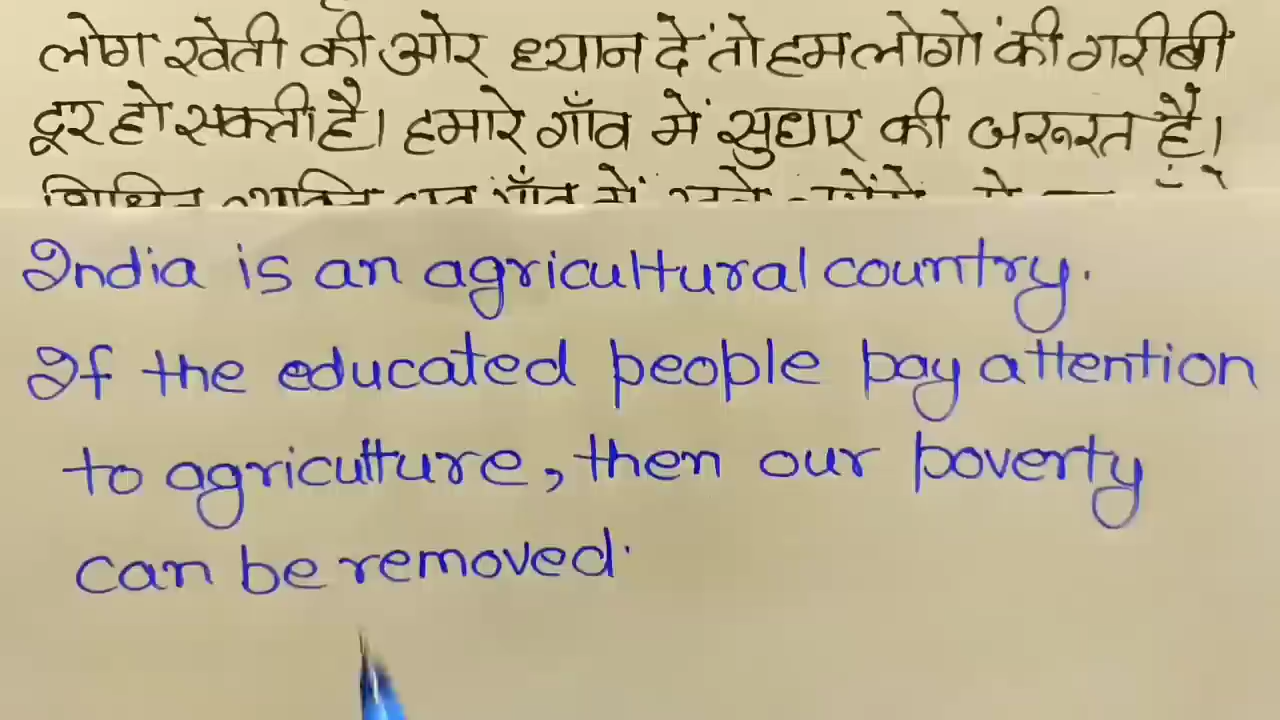 लोग खेती की ओर ध्यान दें तो हम लोगों की गरीबी
दूर हो सकती है। हमारे गाँव में सुधार की जरूरत है।
India is an agricultural country.
If the educated people pay attention
to agriculture, then our poverty
can be removed.